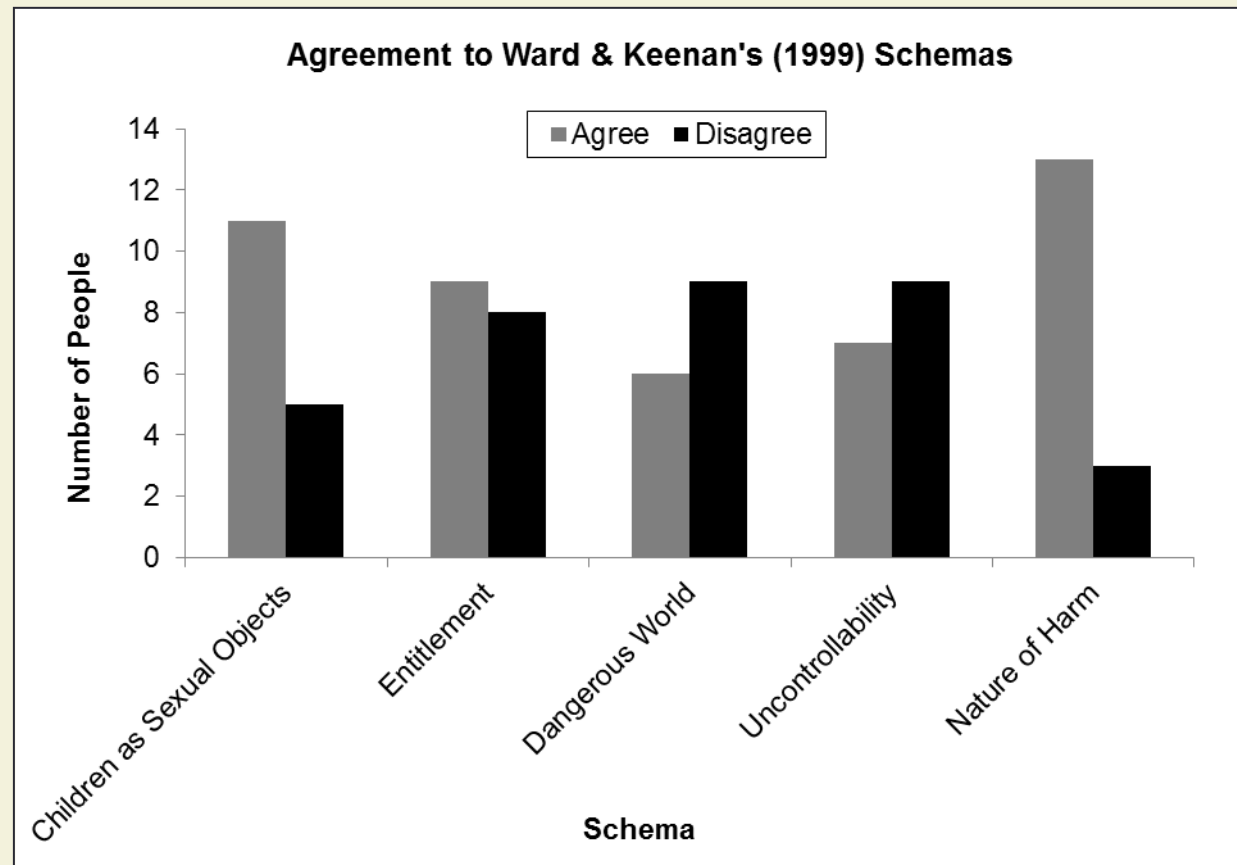 Agreement to Ward & Keenan's (1999) Schemas
Agree Disagree
14
12
10
8
6
4
2
0
Number of People
Children as Sexual Objects
Entitlement
Dangerous World
Uncontrollability
Nature of Harm
Schema